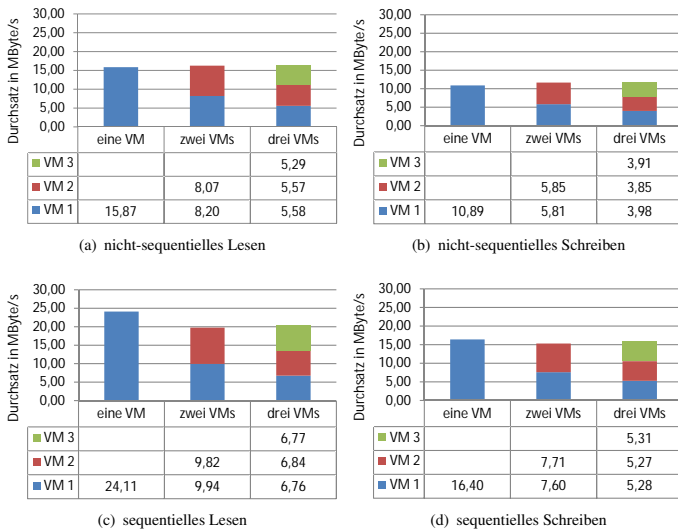 Durchsatz in MByte/s
30,00
25,00
20,00
15,00
10,00
5,00
0,00
eine VM zwei VMs drei VMs
VM 3 5,29
VM 2 8,07 5,57
VM 1 15,87 8,20 5,58
(a) nicht-sequentielles Lesen
Durchsatz in MByte/s
30,00
25,00
20,00
15,00
10,00
5,00
0,00
eine VM zwei VMs drei VMs
VM 3 3,91
VM 2 5,85 3,85
VM 1 10,89 5,81 3,98
(b) nicht-sequentielles Schreiben
Durchsatz in MByte/s
30,00
25,00
20,00
15,00
10,00
5,00
0,00
eine VM zwei VMs drei VMs
VM 3 6,77
VM 2 9,82 6,84
VM 1 24,11 9,94 6,76
(c) sequentielles Lesen
Durchsatz in MByte/s
30,00
25,00
20,00
15,00
10,00
5,00
0,00
eine VM zwei VMs drei VMs
VM 3 5,31
VM 2 7,71 5,27
VM 1 16,40 7,60 5,28
(d) sequentielles Schreiben